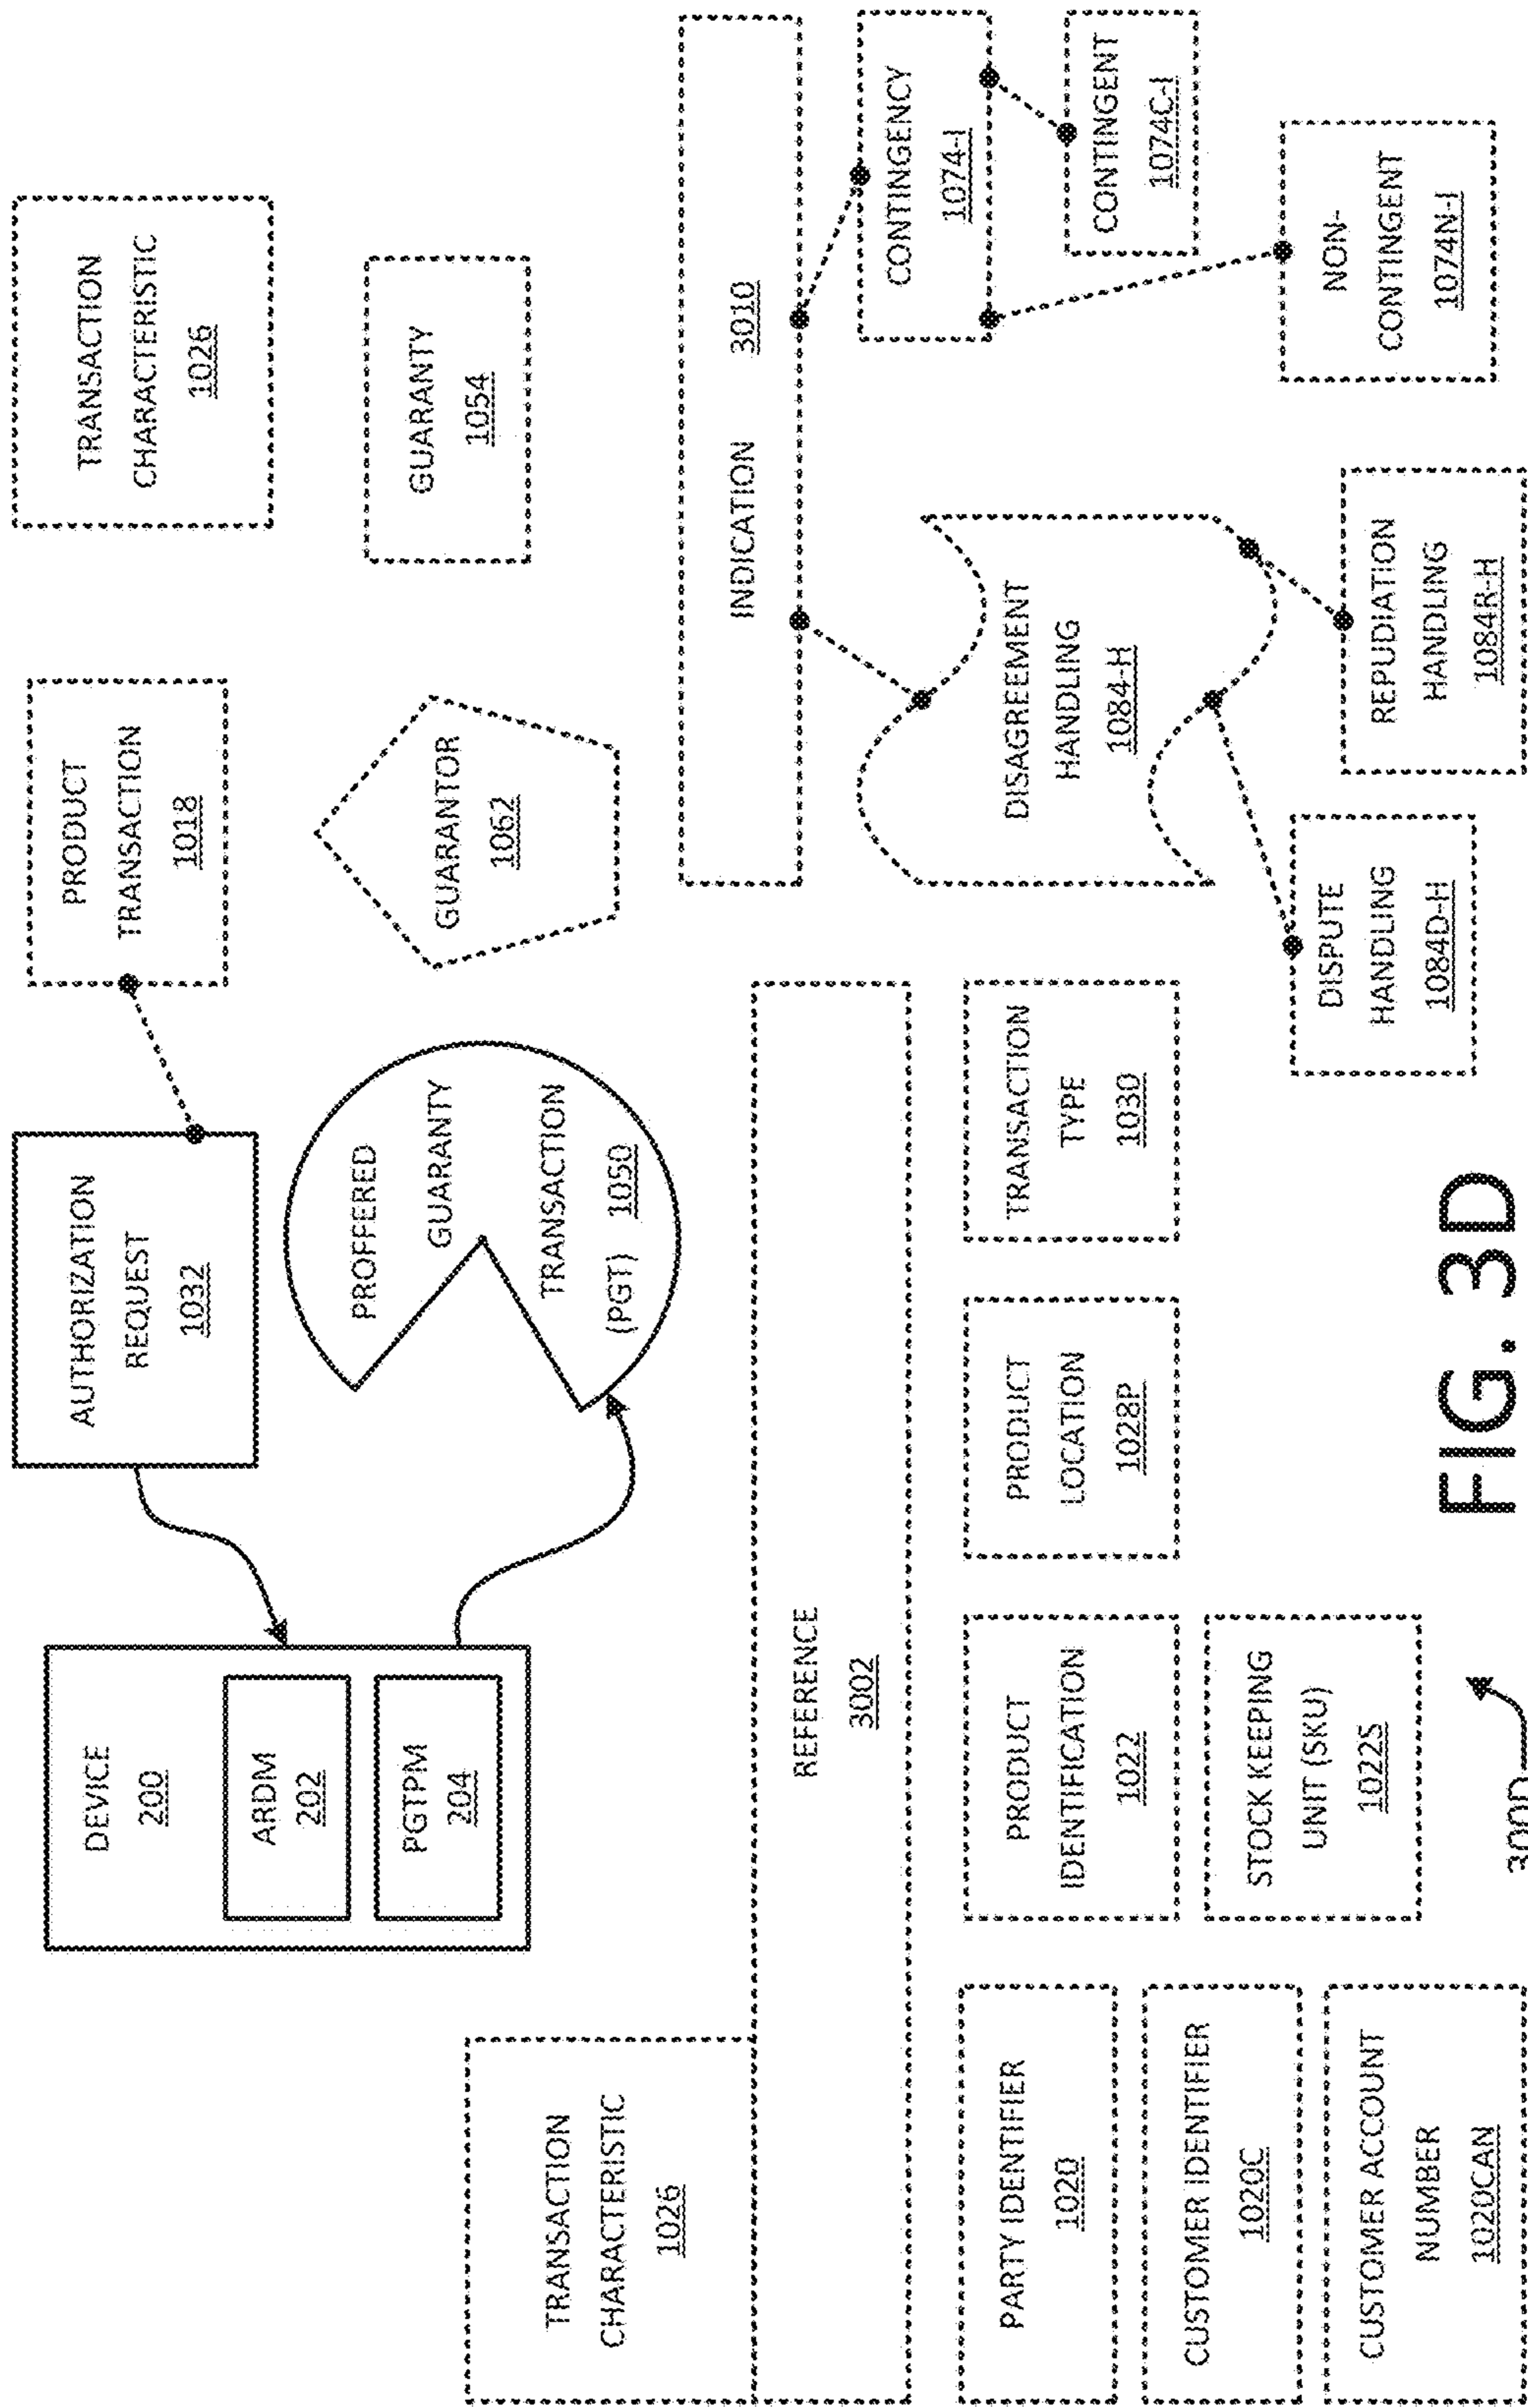 DEVICE
200
ARDM
202
PGTPM
204
AUTHORIZATION
REQUEST
1032
PRODUCT
TRANSACTION
1018
TRANSACTION
CHARACTERISTIC
1026
PROFFERED
GUARANTY
TRANSACTION
(PGT) 1050
GUARANTOR
1062
GUARANTY
1054
TRANSACTION
CHARACTERISTIC
1026
REFERENCE
3002
INDICATION 3010
PARTY IDENTIFIER
1020
CUSTOMER IDENTIFIER
1020C
CUSTOMER ACCOUNT
NUMBER
1020CAN
PRODUCT
IDENTIFICATION
1022
STOCK KEEPING
UNIT (SKU)
1022S
PRODUCT
LOCATION
1028P
TRANSACTION
TYPE
1030
DISAGREEMENT
HANDLING
1084-H
DISPUTE
HANDLING
1084D-H
REPUDIATION
HANDLING
1084R-H
CONTINGENCY
1074-I
CONTINGENT
1074C-I
NON-
CONTINGENT
1074N-I
300D
FIG. 3D